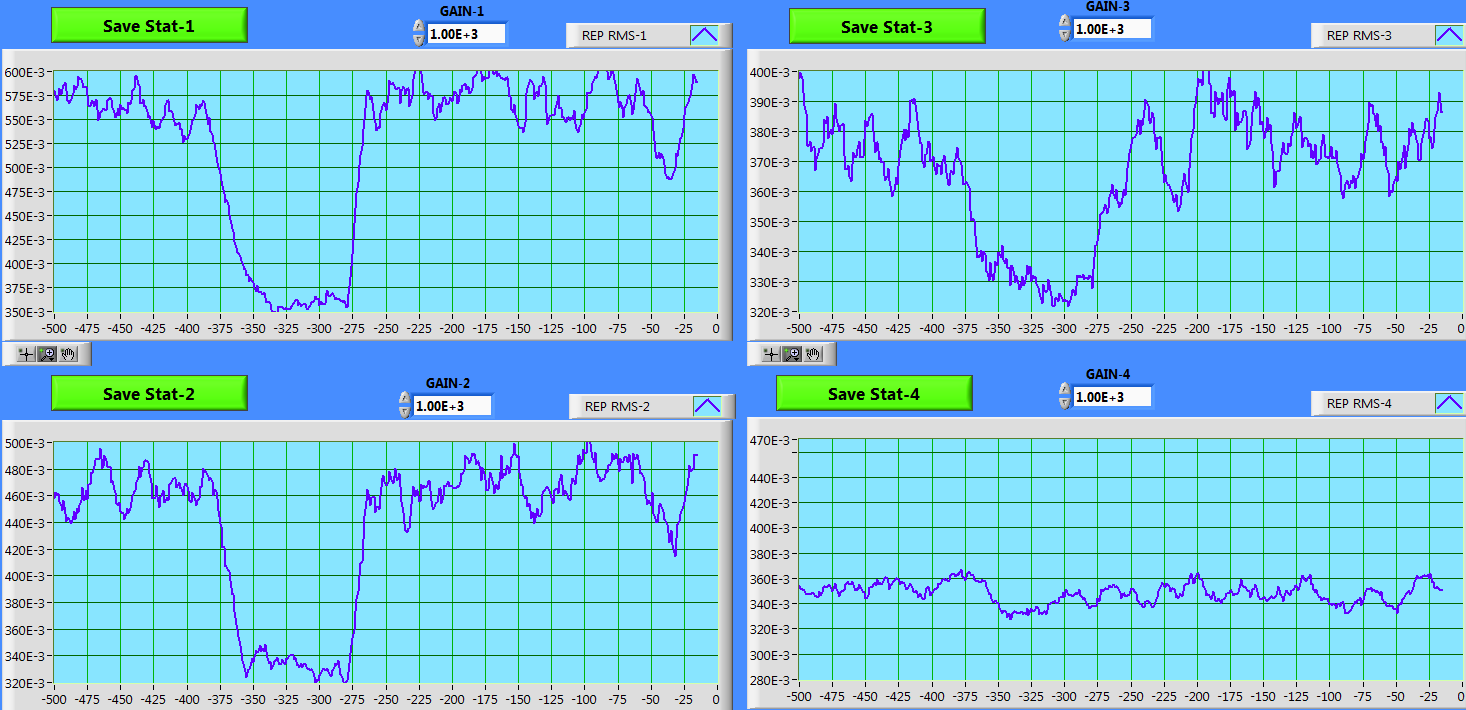 GAIN-1
Save Stat-1
1.00E+3
REP RMS-1
600E-3
575E-3
550E-3
525E-3
500E-3
475E-3
450E-3
425E-3
400E-3
375E-3
350E-3
-500 -475 -450 -425 -400 -375 -350 -325 -300 -275 -250 -225 -200 -175 -150 -125 -100 -75 -50 -25 0
GAIN-3
Save Stat-3
1.00E+3
REP RMS-3
400E-3
390E-3
380E-3
370E-3
360E-3
350E-3
340E-3
330E-3
320E-3
-500 -475 -450 -425 -400 -375 -350 -325 -300 -275 -250 -225 -200 -175 -150 -125 -100 -75 -50 -25 0
GAIN-2
Save Stat-2
1.00E+3
REP RMS-2
500E-3
480E-3
460E-3
440E-3
420E-3
400E-3
380E-3
360E-3
340E-3
320E-3
-500 -475 -450 -425 -400 -375 -350 -325 -300 -275 -250 -225 -200 -175 -150 -125 -100 -75 -50 -25 0
GAIN-4
Save Stat-4
1.00E+3
REP RMS-4
470E-3
440E-3
420E-3
400E-3
380E-3
360E-3
340E-3
320E-3
300E-3
280E-3
-500 -475 -450 -425 -400 -375 -350 -325 -300 -275 -250 -225 -200 -175 -150 -125 -100 -75 -50 -25 0